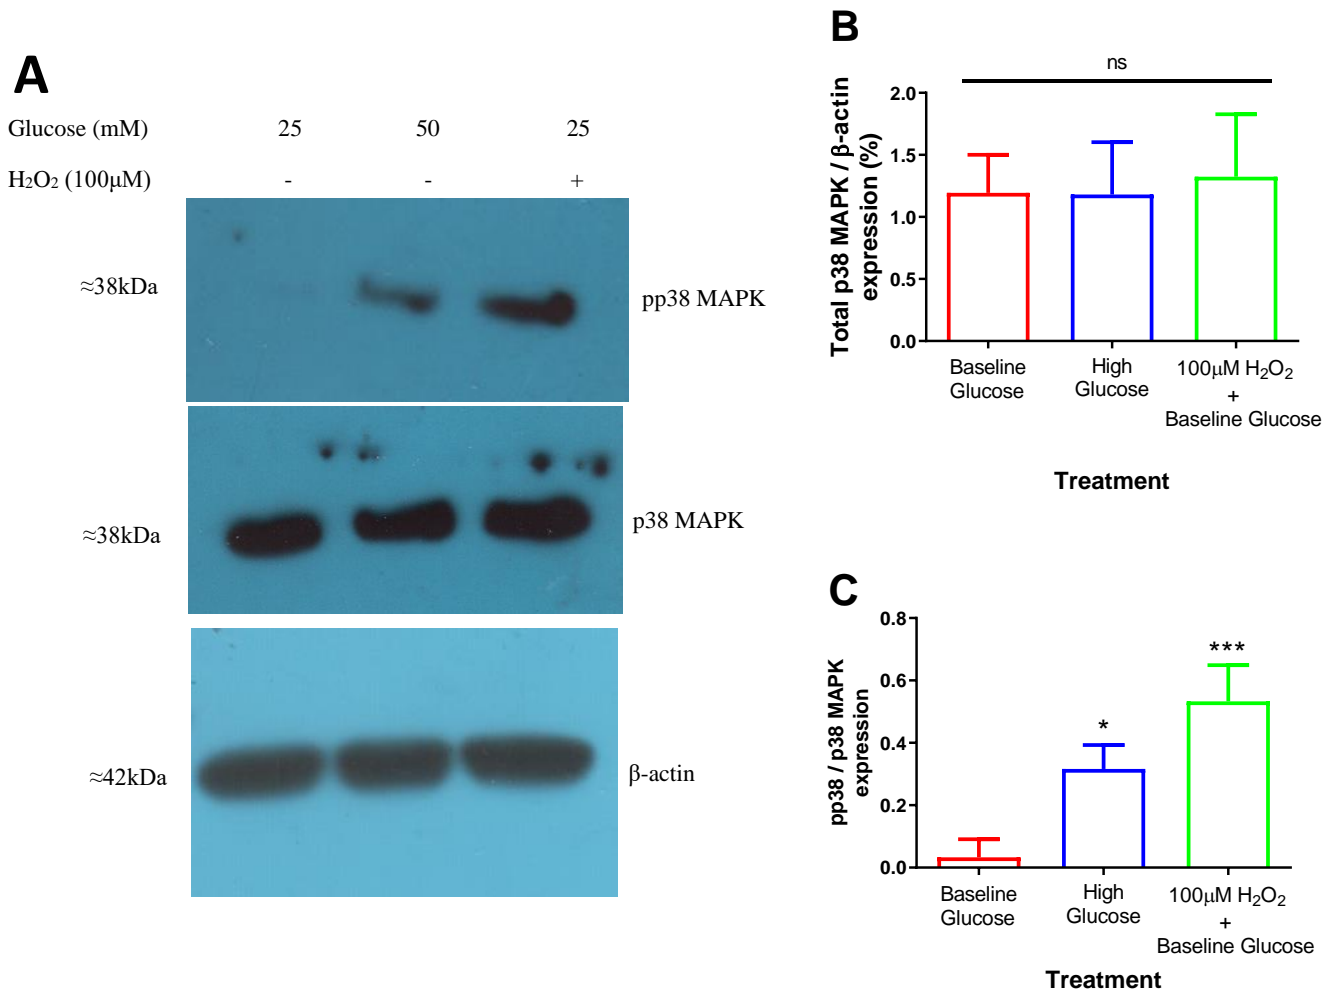 A
Glucose (mM) 25 50 25
H₂O₂ (100μM) - - +
≈38kDa pp38 MAPK
≈38kDa p38 MAPK
≈42kDa β-actin
B
ns
Total p38 MAPK / β-actin
expression (%)
2.0
1.5
1.0
0.5
0.0
Baseline
Glucose
High
Glucose
100μM H₂O₂
+
Baseline Glucose
Treatment
C
pp38 / p38 MAPK
expression
0.8
0.6
0.4
0.2
0.0
*
***
Baseline
Glucose
High
Glucose
100μM H₂O₂
+
Baseline Glucose
Treatment